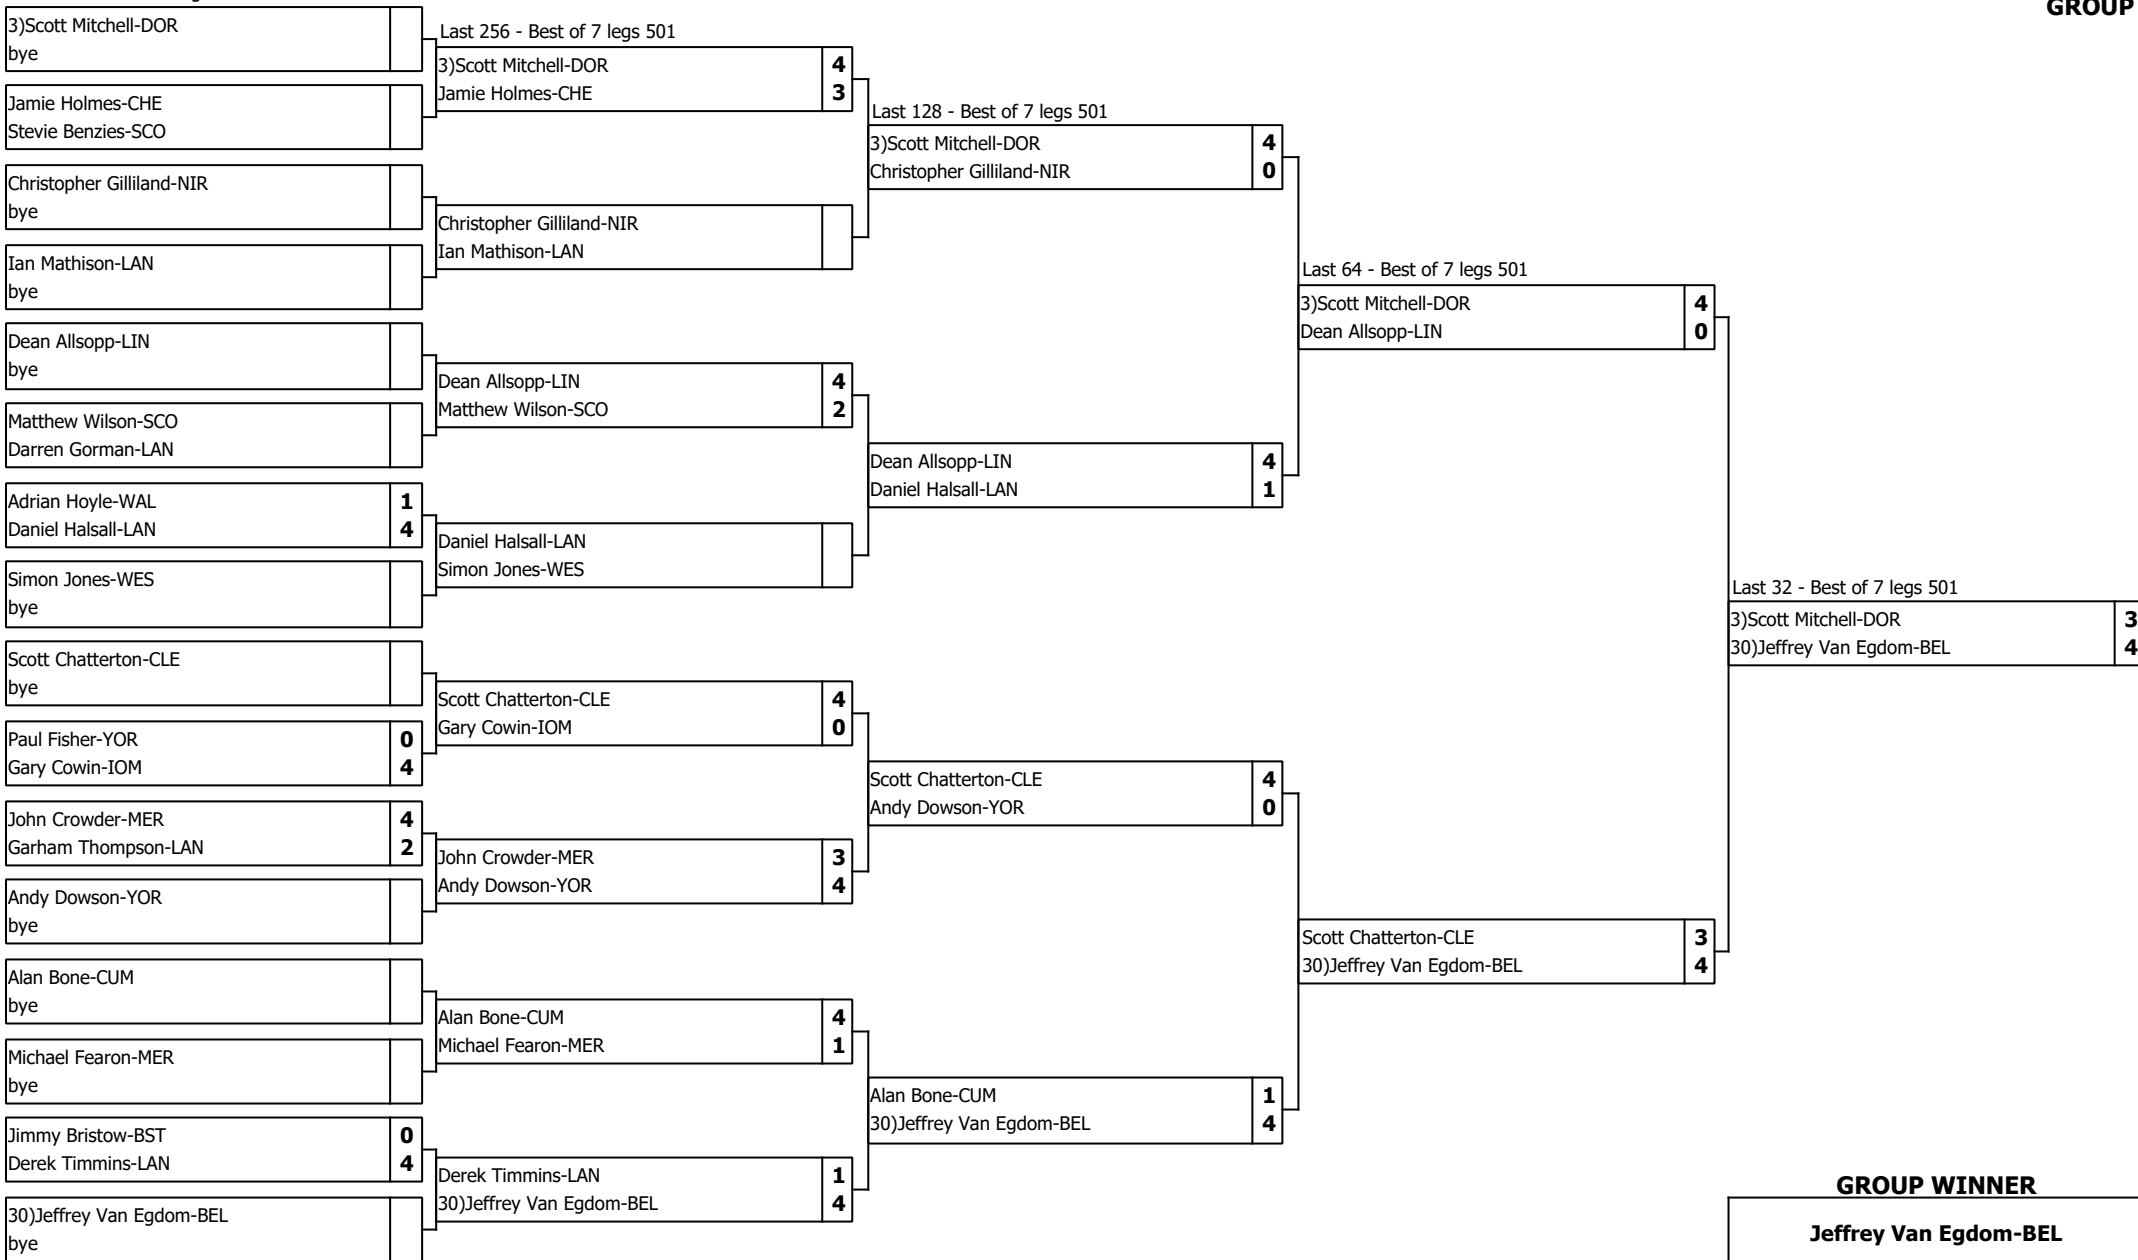 GROUP
3)Scott Mitchell-DOR
bye
Jamie Holmes-CHE
Stevie Benzies-SCO
Christopher Gilliland-NIR
bye
Ian Mathison-LAN
bye
Dean Allsopp-LIN
bye
Matthew Wilson-SCO
Darren Gorman-LAN
Adrian Hoyle-WAL 1
Daniel Halsall-LAN 4
Simon Jones-WES
bye
Scott Chatterton-CLE
bye
Paul Fisher-YOR 0
Gary Cowin-IOM 4
John Crowder-MER 4
Garham Thompson-LAN 2
Andy Dowson-YOR
bye
Alan Bone-CUM
bye
Michael Fearon-MER
bye
Jimmy Bristow-BST 0
Derek Timmins-LAN 4
30)Jeffrey Van Egdom-BEL
bye
Last 256 - Best of 7 legs 501
3)Scott Mitchell-DOR 4
Jamie Holmes-CHE 3
Christopher Gilliland-NIR
Ian Mathison-LAN
Dean Allsopp-LIN 4
Matthew Wilson-SCO 2
Daniel Halsall-LAN
Simon Jones-WES
Scott Chatterton-CLE 4
Gary Cowin-IOM 0
John Crowder-MER 3
Andy Dowson-YOR 4
Alan Bone-CUM 4
Michael Fearon-MER 1
Derek Timmins-LAN 1
30)Jeffrey Van Egdom-BEL 4
Last 128 - Best of 7 legs 501
3)Scott Mitchell-DOR 4
Christopher Gilliland-NIR 0
Dean Allsopp-LIN 4
Daniel Halsall-LAN 1
Scott Chatterton-CLE 4
Andy Dowson-YOR 0
Alan Bone-CUM 1
30)Jeffrey Van Egdom-BEL 4
Last 64 - Best of 7 legs 501
3)Scott Mitchell-DOR 4
Dean Allsopp-LIN 0
Scott Chatterton-CLE 3
30)Jeffrey Van Egdom-BEL 4
Last 32 - Best of 7 legs 501
3)Scott Mitchell-DOR 3
30)Jeffrey Van Egdom-BEL 4
GROUP WINNER
Jeffrey Van Egdom-BEL